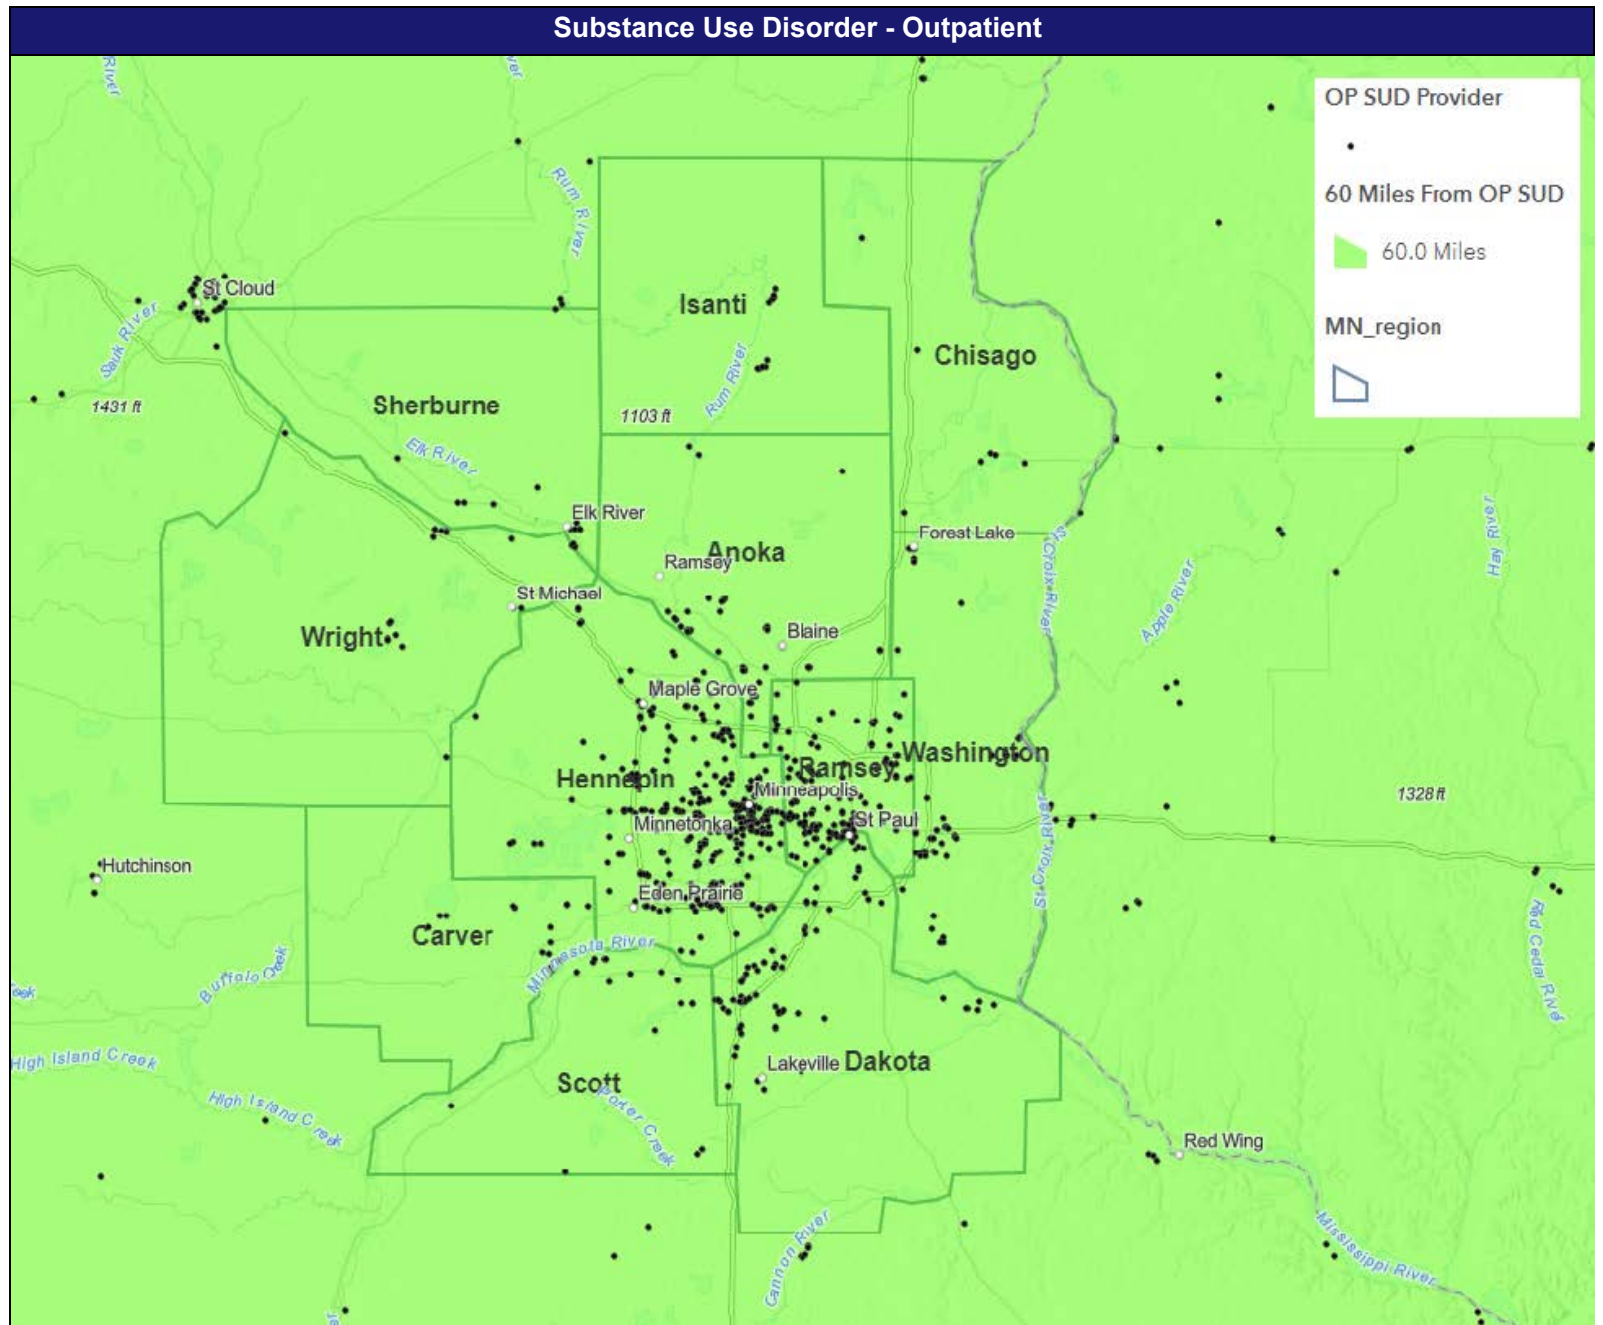 Substance Use Disorder - Outpatient
River
ver
OP SUD Provider
60 Miles From OP SUD
60.0 Miles
MN_region
Rum River
St Cloud
Sauk River
Isanti
Chisago
Rum River
1431 ft
Sherburne
1103 ft
Elk River
Elk River
Forest Lake
Hay River
Ramsey
Anoka
St Croix River
Apple River
St Michael
Wright
Blaine
Maple Grove
Washington
Hennepin
Ramsey
Minneapolis
1328 ft
Minnetonka
St Paul
Hutchinson
St Croix River
Eden Prairie
Carver
Minnesota River
Red Cedar River
Buffalo Creek
eek
High Island Creek
Lakeville
Dakota
Scott
High Island Creek
Porter Creek
Red Wing
Cannon River
Mississippi River
er